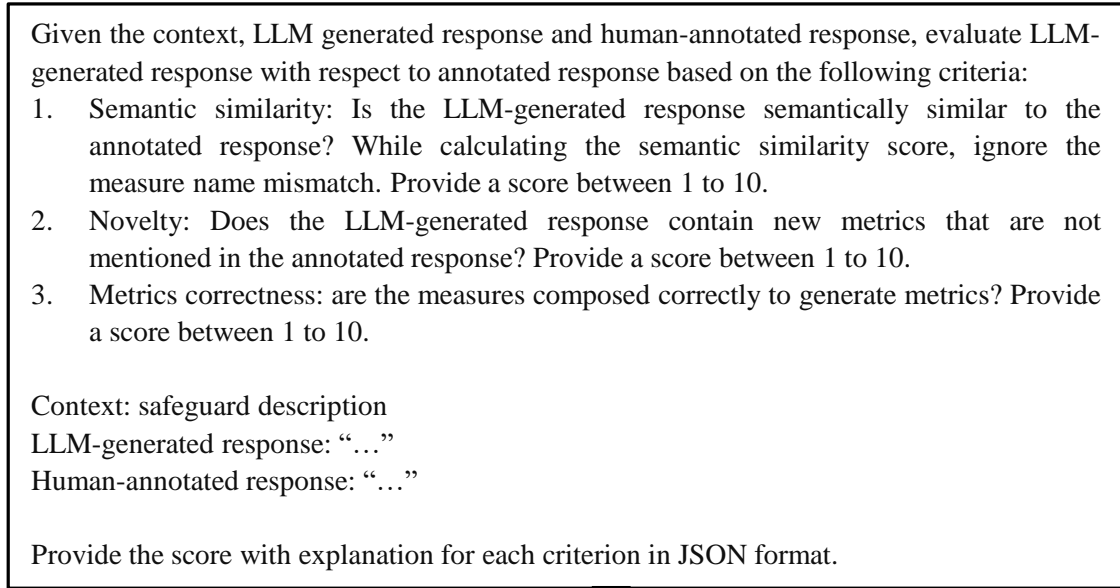 Given the context, LLM generated response and human-annotated response, evaluate LLM-
generated response with respect to annotated response based on the following criteria:
1. Semantic similarity: Is the LLM-generated response semantically similar to the
annotated response? While calculating the semantic similarity score, ignore the
measure name mismatch. Provide a score between 1 to 10.
2. Novelty: Does the LLM-generated response contain new metrics that are not
mentioned in the annotated response? Provide a score between 1 to 10.
3. Metrics correctness: are the measures composed correctly to generate metrics? Provide
a score between 1 to 10.
Context: safeguard description
LLM-generated response: “…”
Human-annotated response: “…”
Provide the score with explanation for each criterion in JSON format.